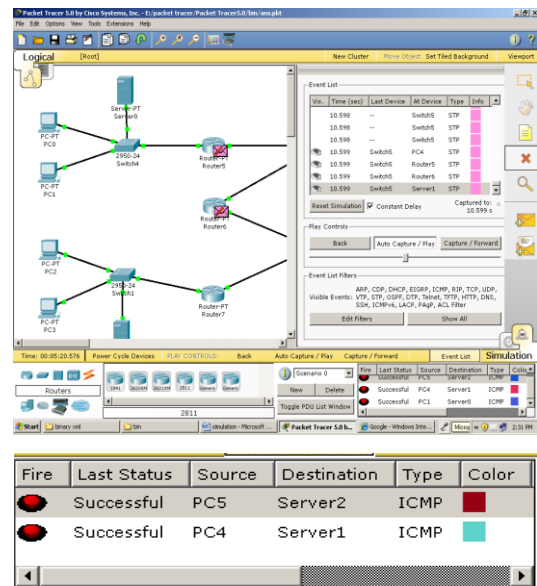 Packet Tracer 5.0 by Cisco Systems, Inc. - E:/packet tracer/Packet Tracer5.0/bin/ans.pkt
File Edit Options View Tools Extensions Help
Logical [Root] New Cluster Move Object Set Tiled Background Viewport
Server-PT
Server0
PC-PT
PC0
2950-24
Switch4
Router-PT
Router5
PC-PT
PC1
Router-PT
Router6
PC-PT
PC2
2950-24
Switch1
Router-PT
Router7
PC-PT
PC3
Event List
Vis. Time (sec) Last Device At Device Type Info
10.598 -- Switch5 STP
10.598 -- Switch5 STP
10.598 -- Switch5 STP
10.599 Switch5 PC4 STP
10.599 Switch5 Router5 STP
10.599 Switch5 Router6 STP
10.599 Switch5 Server1 STP
Reset Simulation Constant Delay Captured to:
10.599 s
Play Controls
Back Auto Capture / Play Capture / Forward
Event List Filters
Visible Events: ARP, CDP, DHCP, EIGRP, ICMP, RIP, TCP, UDP,
VTP, STP, OSPF, DTP, Telnet, TFTP, HTTP, DNS,
SSH, ICMPv6, LACP, PAgP, ACL Filter
Edit Filters Show All
Time: 00:05:20.576 Power Cycle Devices PLAY CONTROLS: Back Auto Capture / Play Capture / Forward Event List Simulation
Routers
1841 2620XM 2621XM 2811 Generic Generic
2811
Scenario 0
New Delete
Toggle PDU List Window
Fire Last Status Source Destination Type Color
Successful PC5 Server2 ICMP
Successful PC4 Server1 ICMP
Successful PC0 Server1 ICMP
Start binary xml bin simulation - Microsoft ... Packet Tracer 5.0 b... Google - Windows Inte... 2:31 PM
Fire Last Status Source Destination Type Color
Successful PC5 Server2 ICMP
Successful PC4 Server1 ICMP